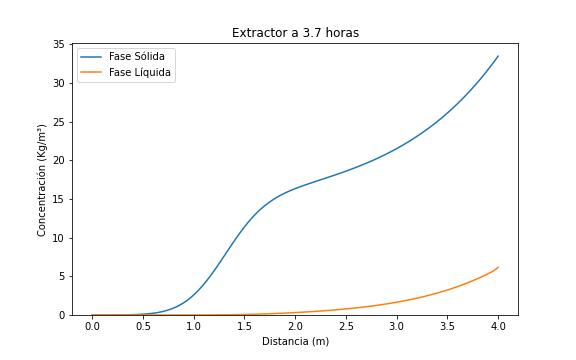 Extractor a 3.7 horas
Fase Sólida
Fase Líquida
Concentración (Kg/m³)
35
30
25
20
15
10
5
0
0.0 0.5 1.0 1.5 2.0 2.5 3.0 3.5 4.0
Distancia (m)